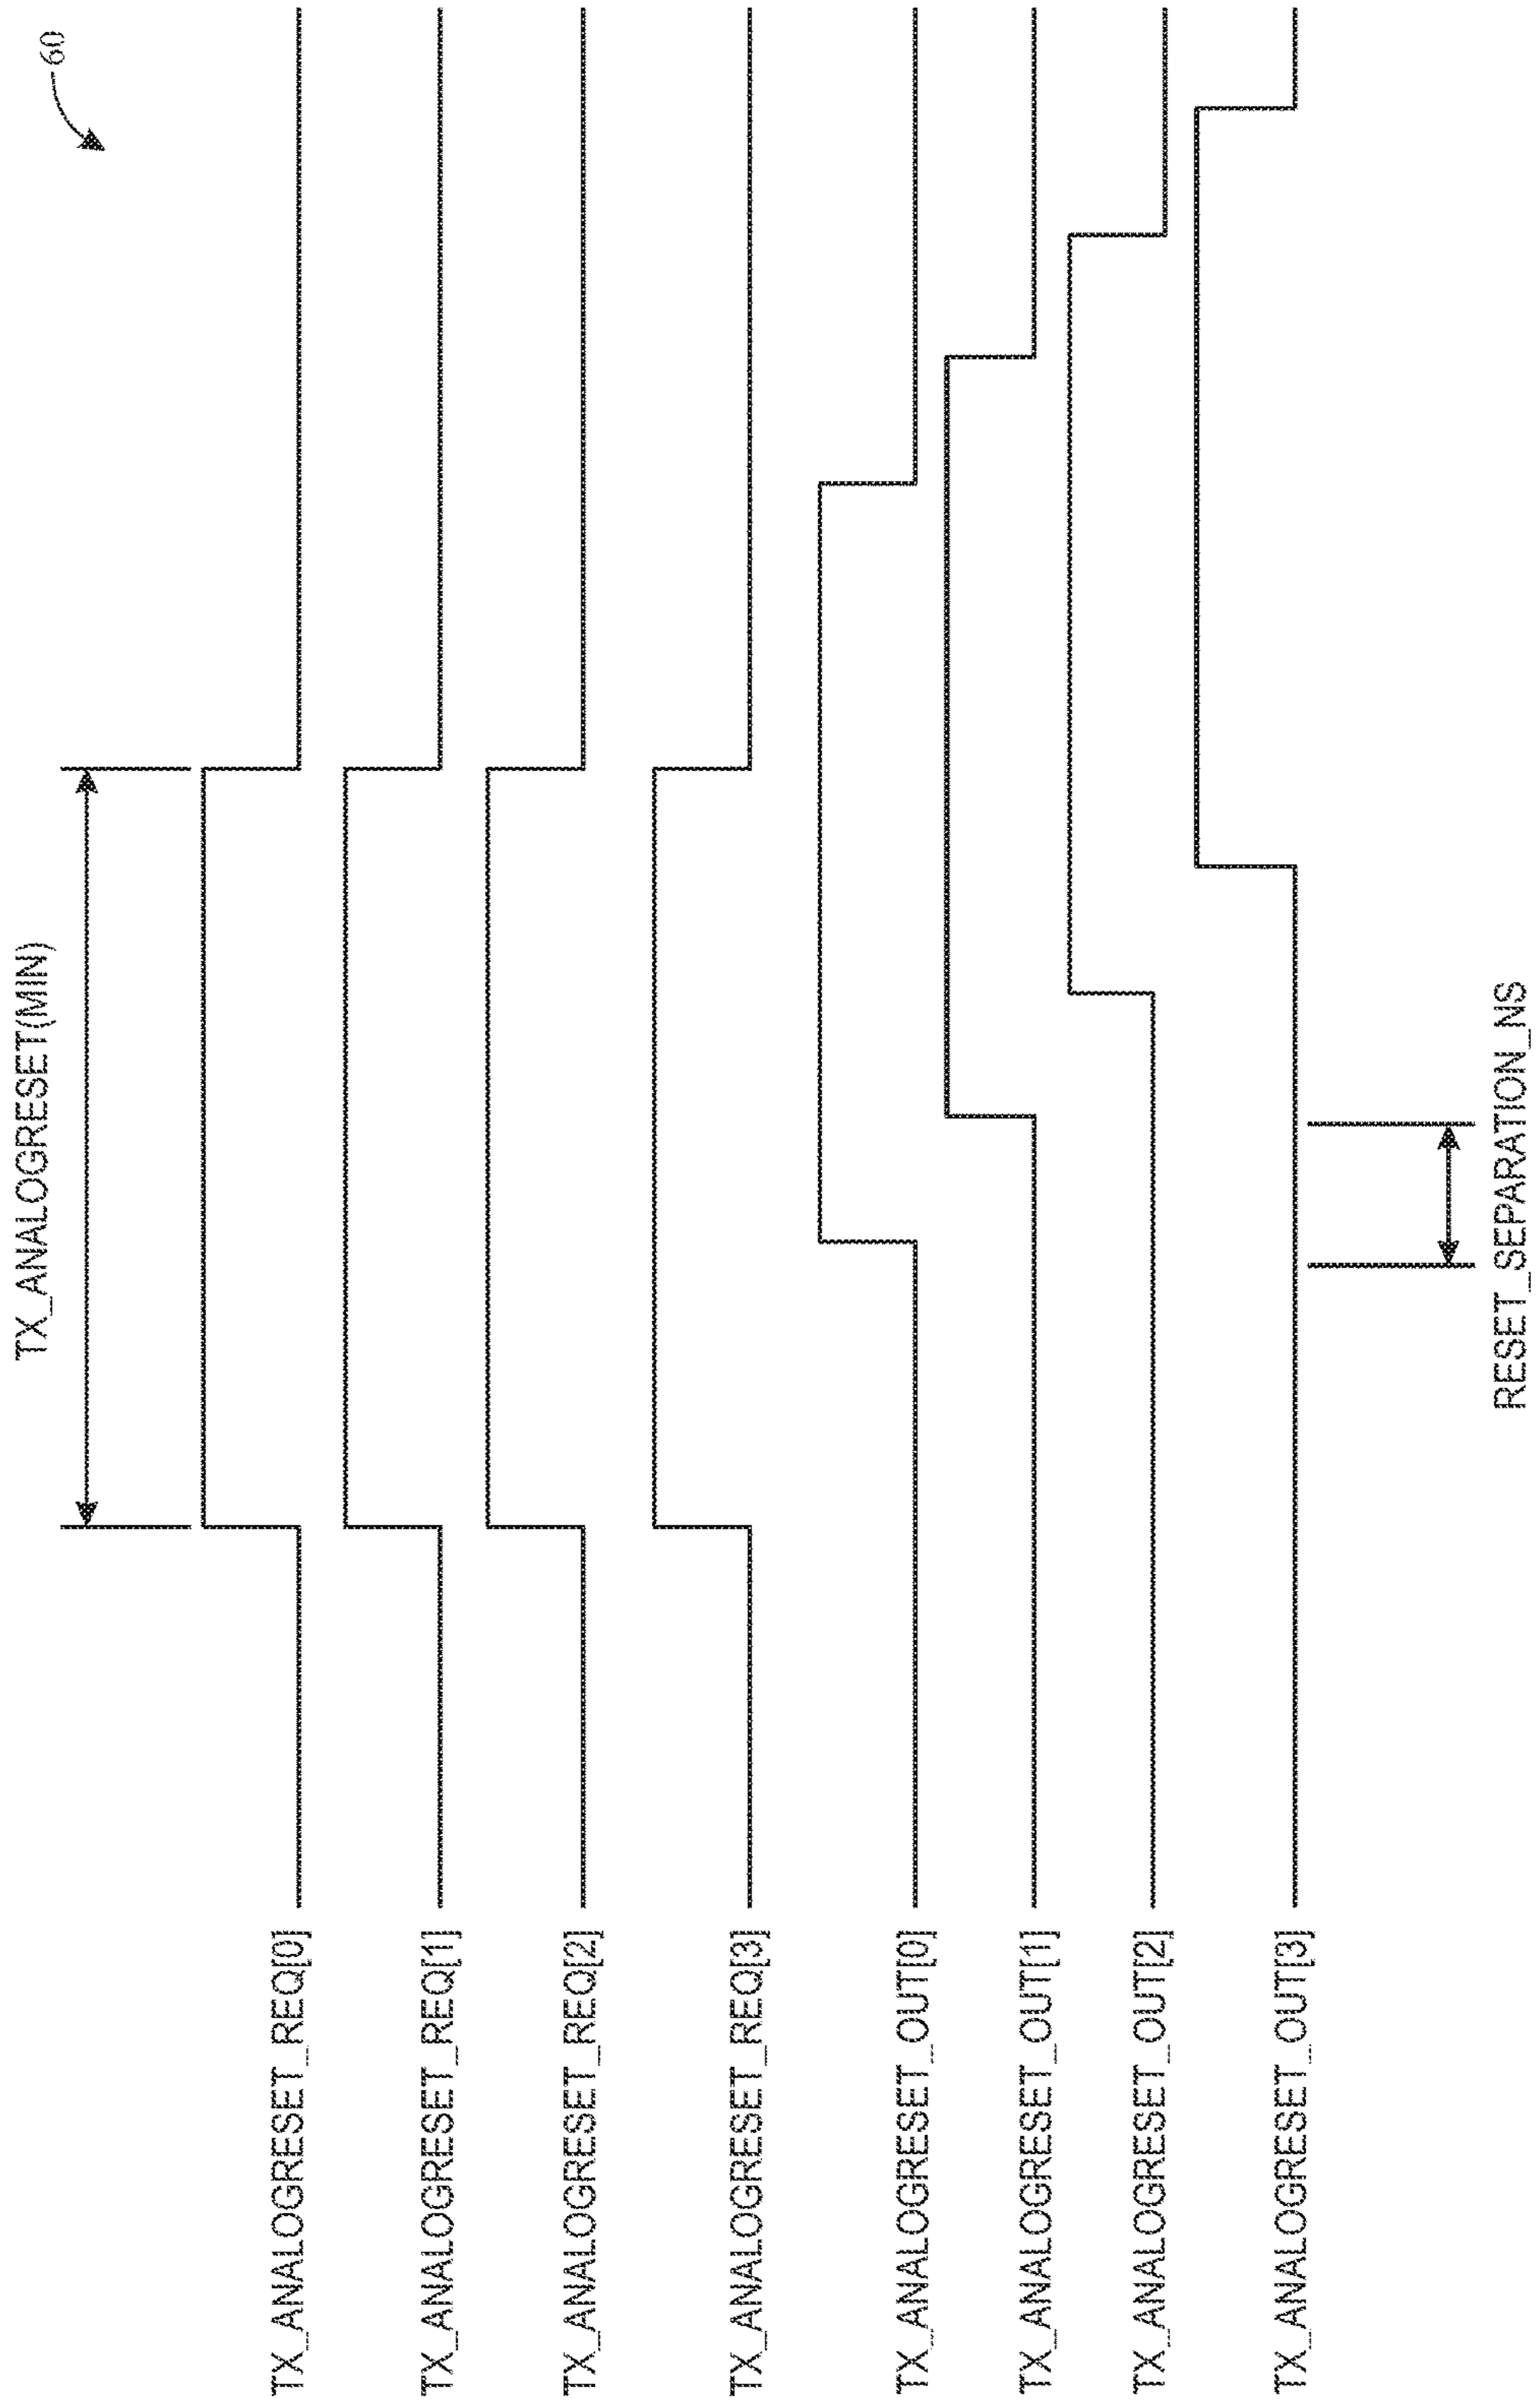 60
TX_ANALOGRESET(MIN)
TX_ANALOGRESET_REQ[0]
TX_ANALOGRESET_REQ[1]
TX_ANALOGRESET_REQ[2]
TX_ANALOGRESET_REQ[3]
TX_ANALOGRESET_OUT[0]
TX_ANALOGRESET_OUT[1]
TX_ANALOGRESET_OUT[2]
TX_ANALOGRESET_OUT[3]
RESET_SEPARATION_NS